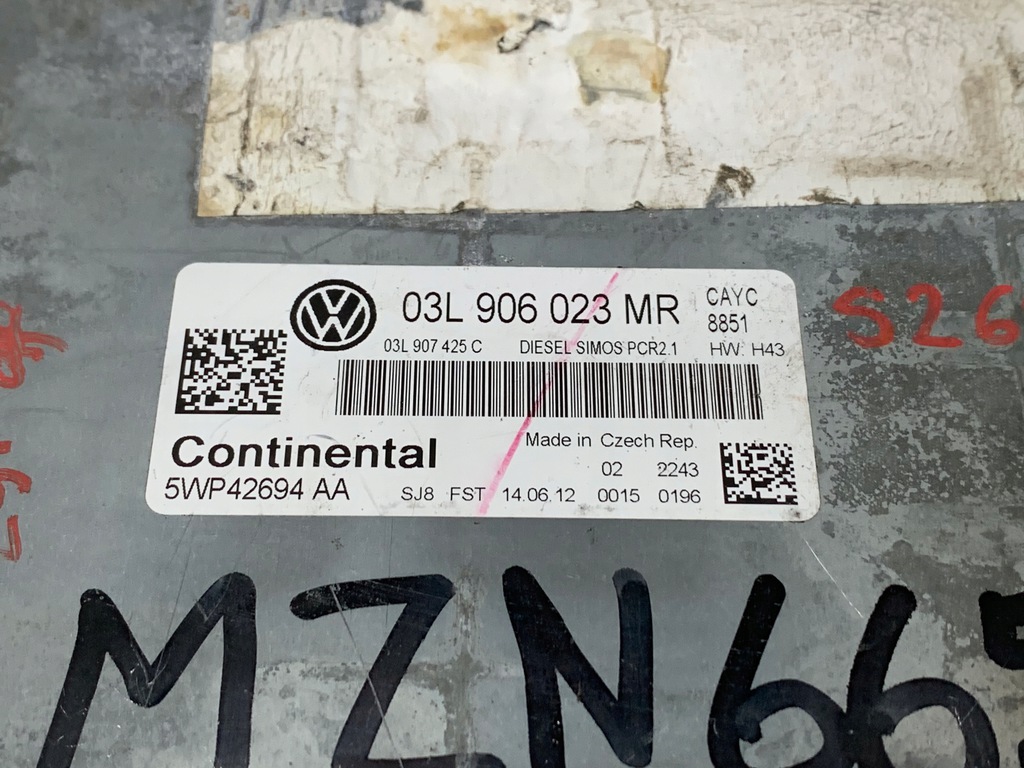 03L 906 023 MR CAYC
8851
03L 907 425 C DIESEL SIMOS PCR2.1 HW: H43
Made in Czech Rep.
Continental
02 2243
5WP42694 AA SJ8 FST 14.06.12 0015 0196
S26
MZN66